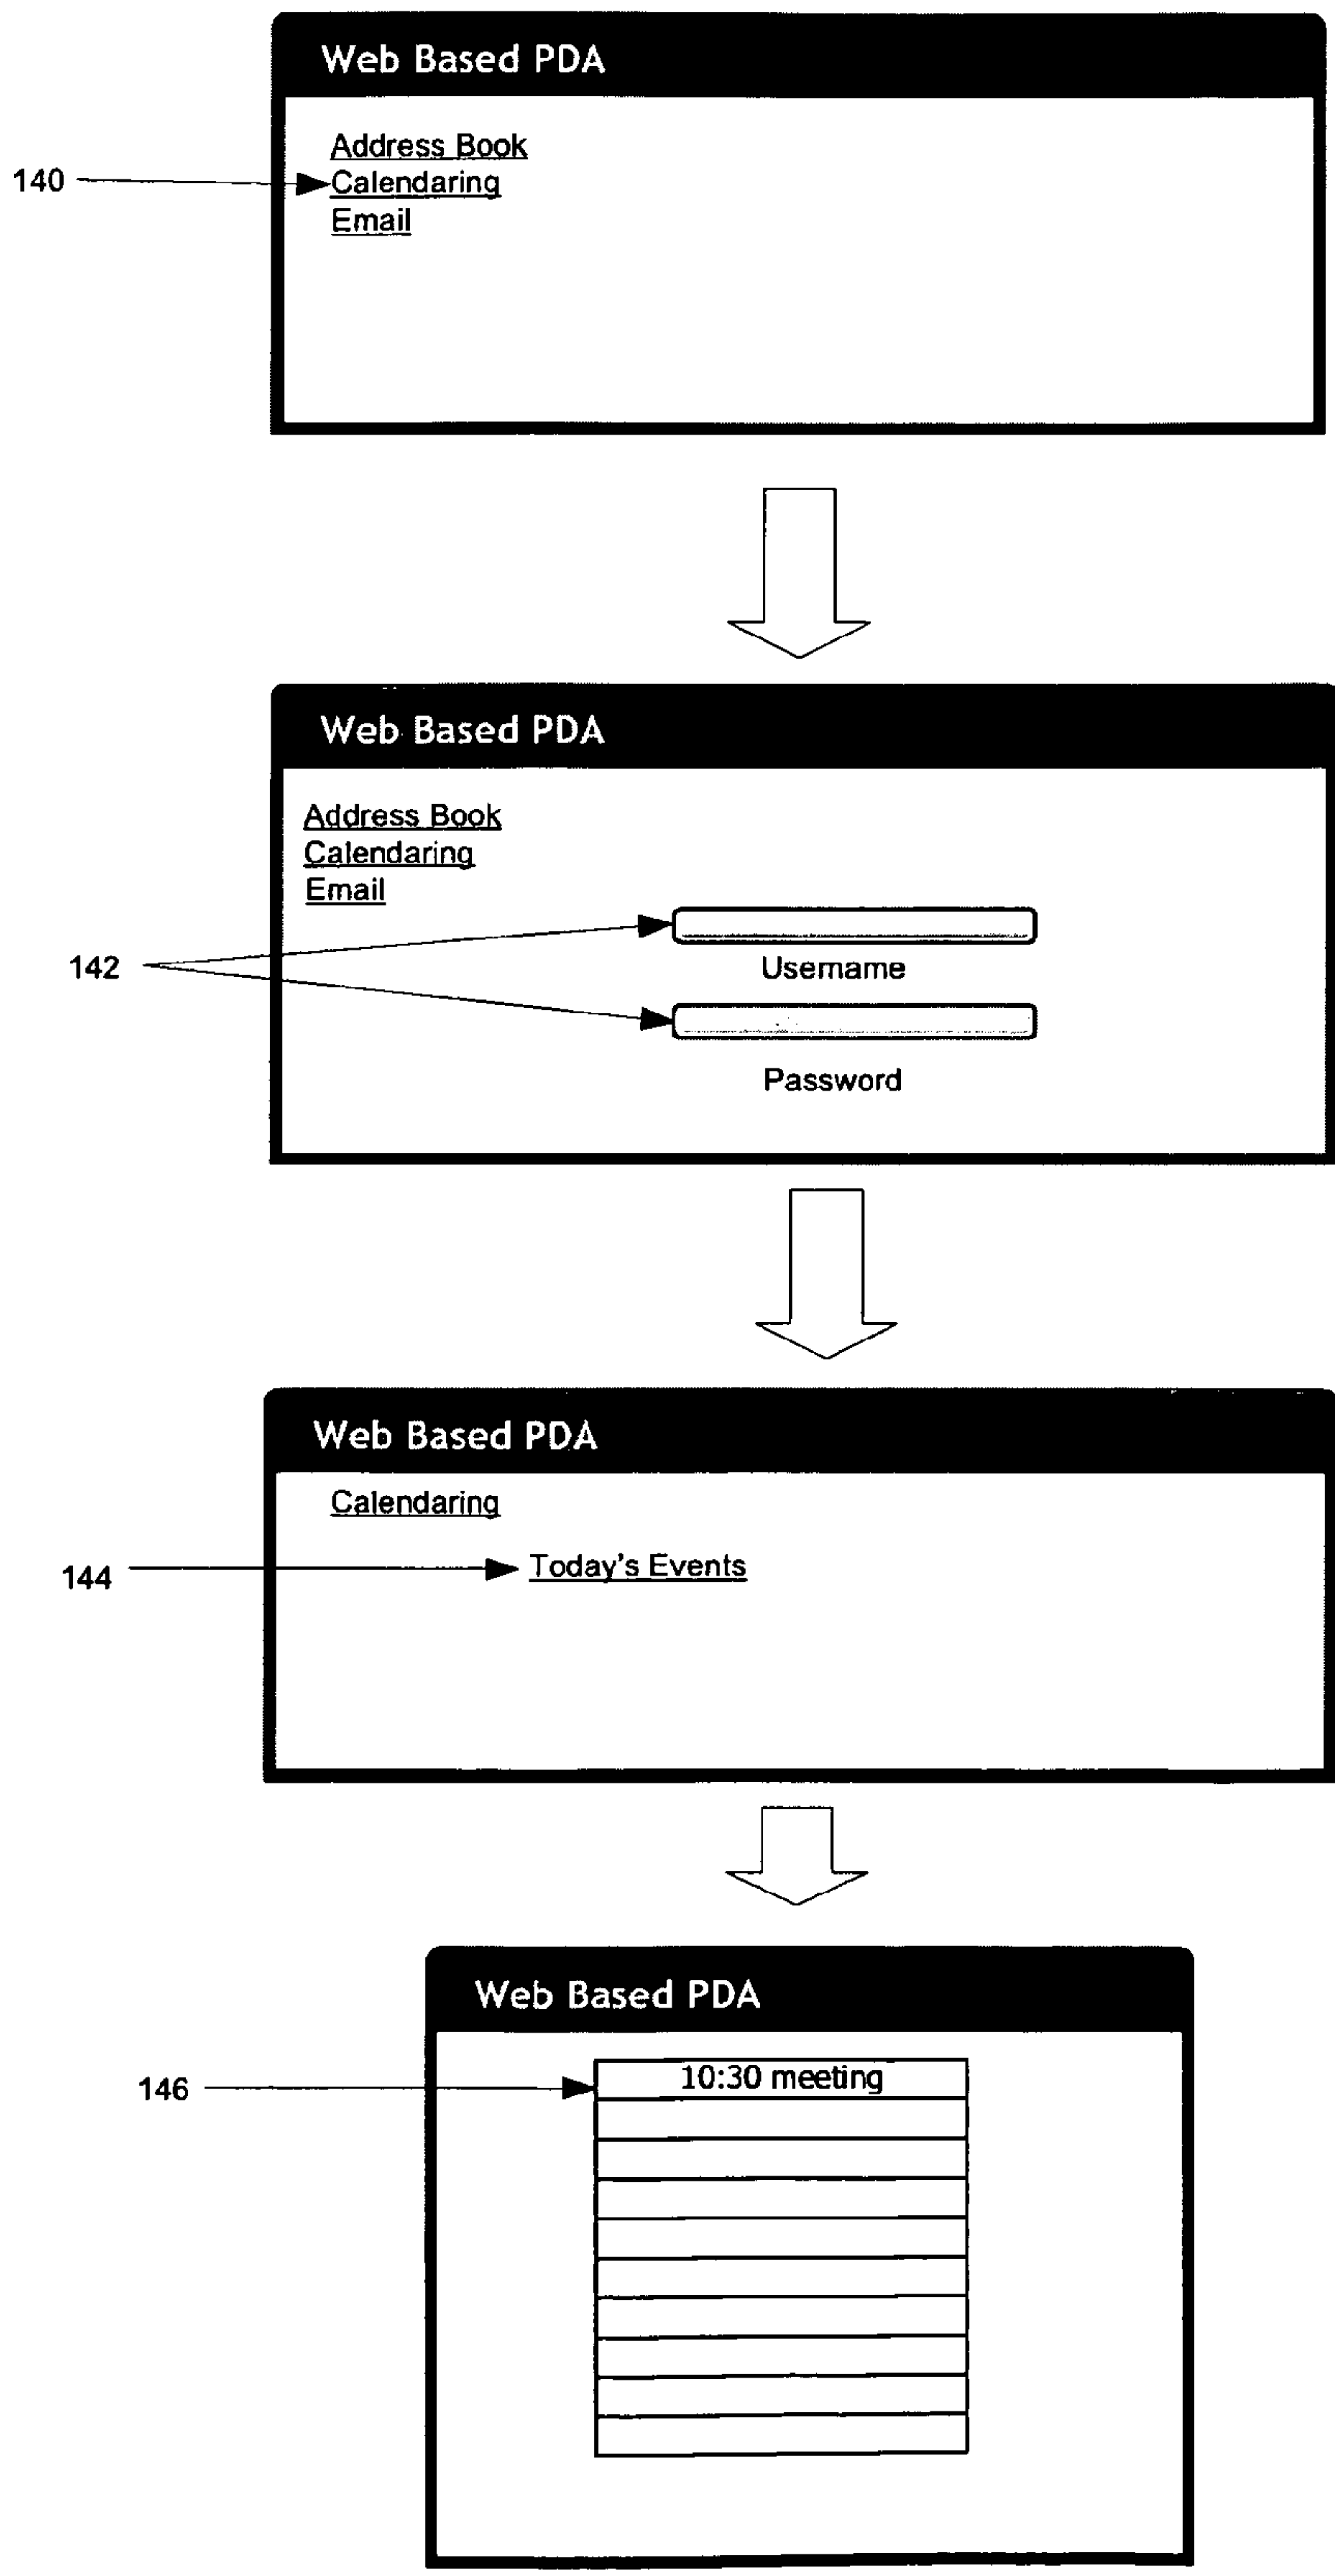 Web Based PDA
Address Book
140
Calendaring
Email
Web Based PDA
Address Book
Calendaring
Email
142
Username
Password
Web Based PDA
Calendaring
144
Today's Events
Web Based PDA
146
10:30 meeting